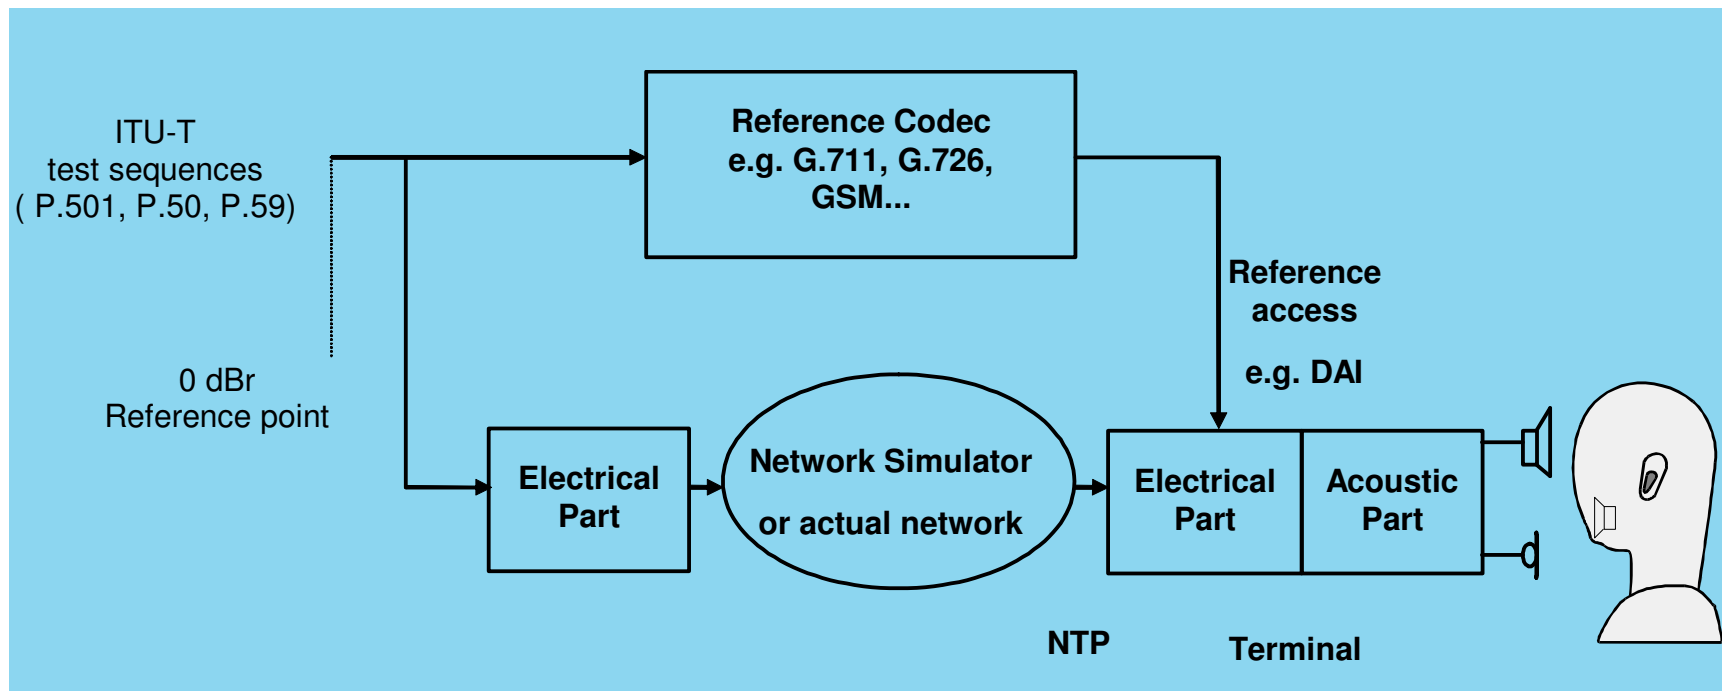 ITU-T
test sequences
( P.501, P.50, P.59)
0 dBr
Reference point
Reference Codec
e.g. G.711, G.726,
GSM...
Reference
access
e.g. DAI
Electrical
Part
Network Simulator
or actual network
Electrical
Part
Acoustic
Part
NTP
Terminal